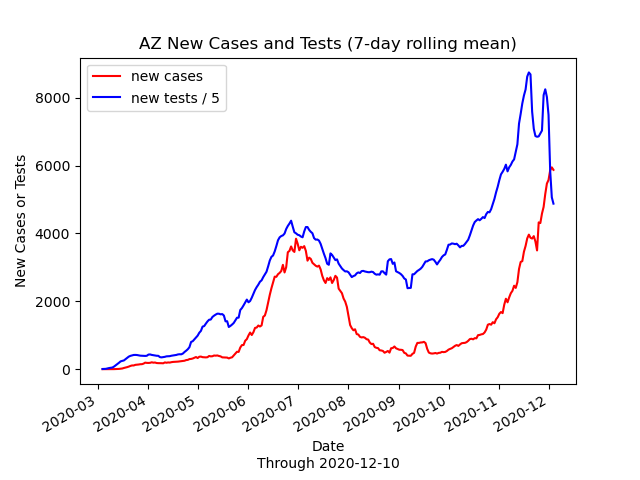 AZ New Cases and Tests (7-day rolling mean)
new cases
new tests / 5
New Cases or Tests
8000
6000
4000
2000
0
2020-03
2020-04
2020-05
2020-06
2020-07
2020-08
2020-09
2020-10
2020-11
2020-12
Date
Through 2020-12-10